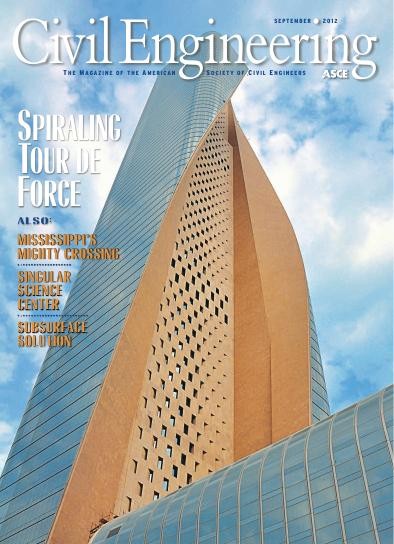 SEPTEMBER 2012
Civil Engineering
THE MAGAZINE OF THE AMERICAN SOCIETY OF CIVIL ENGINEERS
ASCE
SPIRALING
TOUR DE
FORCE
ALSO:
MISSISSIPPI'S
MIGHTY CROSSING
SINGULAR
SCIENCE
CENTER
SUBSURFACE
SOLUTION